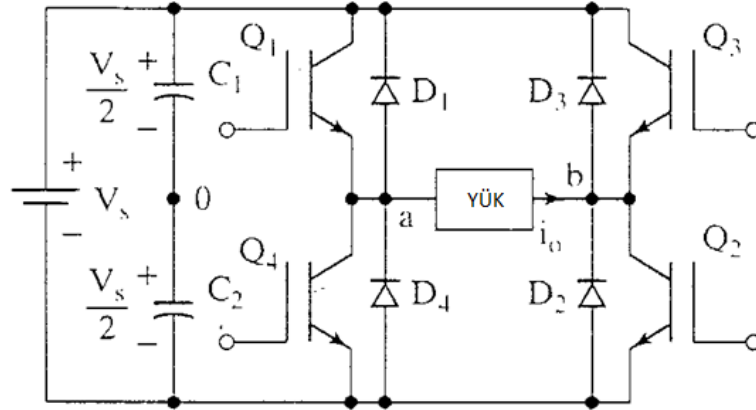 Q₁
Q₃
Vₛ/2
+
−
C₁
D₁
D₃
+
Vₛ
−
0
a
YÜK
b
iₒ
Q₄
Q₂
Vₛ/2
+
−
C₂
D₄
D₂